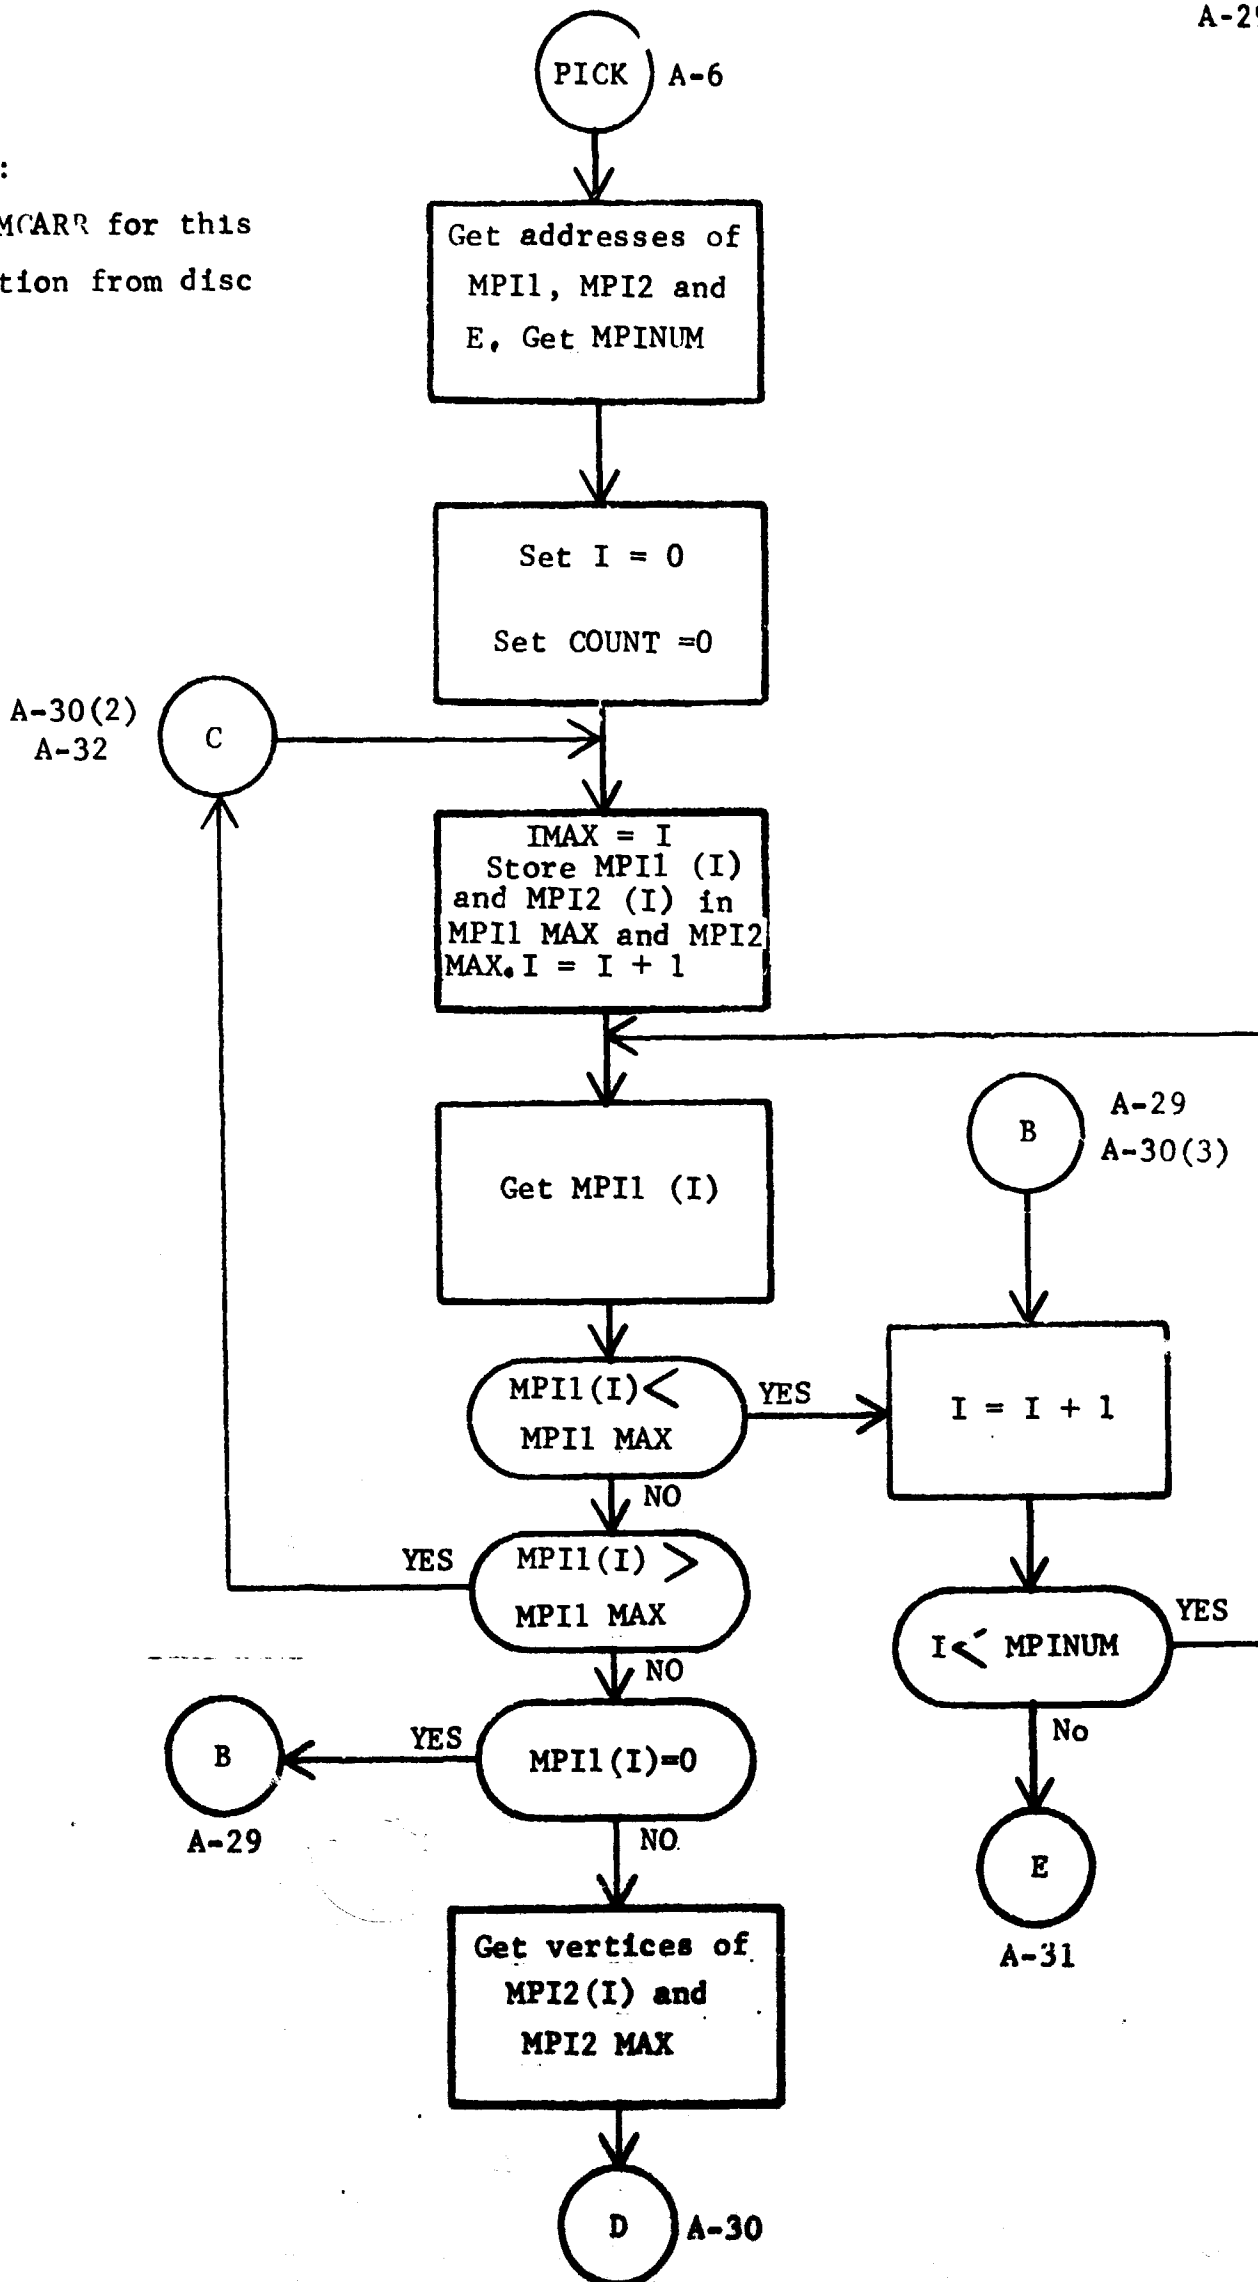 A-29
PICK A-6
:
MCARR for this
tion from disc
Get addresses of
MPI1, MPI2 and
E. Get MPINUM
Set I = 0
Set COUNT =0
A-30(2)
A-32
C
IMAX = I
Store MPI1 (I)
and MPI2 (I) in
MPI1 MAX and MPI2
MAX. I = I + 1
Get MPI1 (I)
B
A-29
A-30(3)
MPI1(I)<
MPI1 MAX
YES
NO
I = I + 1
MPI1(I) >
MPI1 MAX
YES
NO
I< MPINUM
YES
No
E
A-31
MPI1(I)=0
YES
NO
B
A-29
Get vertices of
MPI2(I) and
MPI2 MAX
D A-30